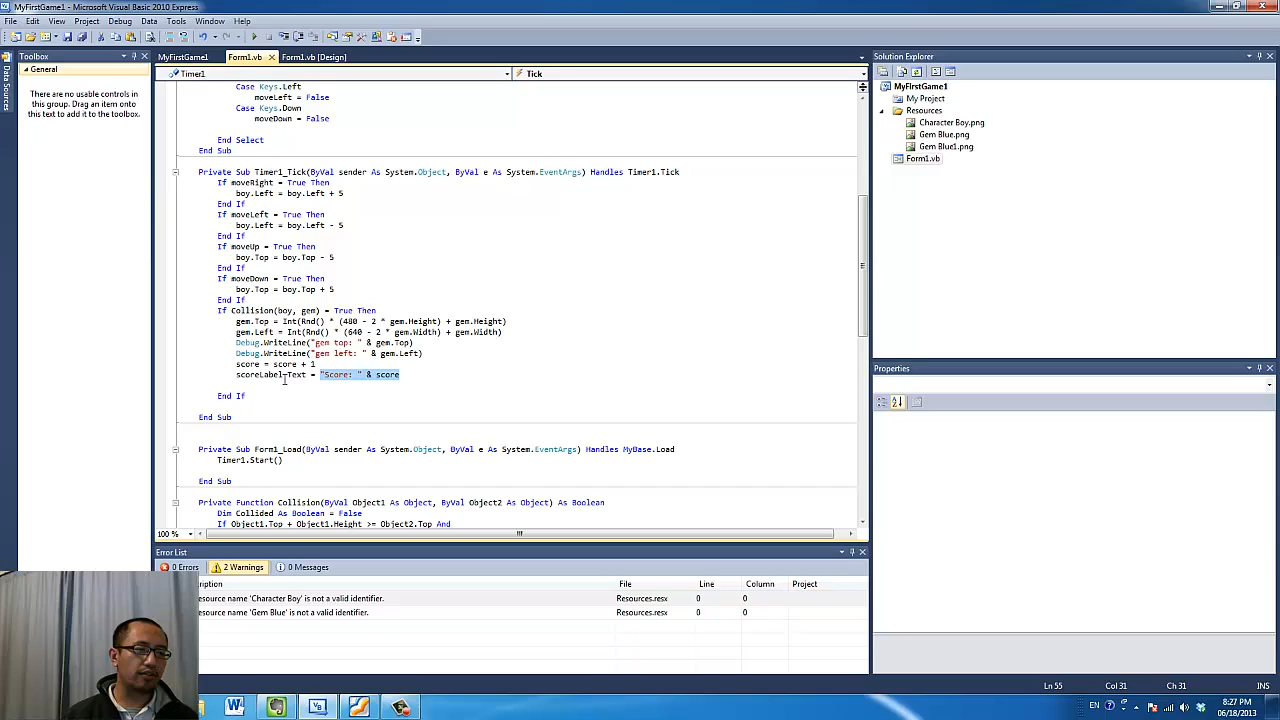 MyFirstGame1 - Microsoft Visual Basic 2010 Express
File Edit View Project Debug Data Tools Window Help
Toolbox
General
There are no usable controls in
this group. Drag an item onto
this text to add it to the toolbox.
Data Sources
MyFirstGame1 Form1.vb Form1.vb [Design]
Timer1 Tick
Case Keys.Left
moveLeft = False
Case Keys.Down
moveDown = False
End Select
End Sub
Private Sub Timer1_Tick(ByVal sender As System.Object, ByVal e As System.EventArgs) Handles Timer1.Tick
If moveRight = True Then
boy.Left = boy.Left + 5
End If
If moveLeft = True Then
boy.Left = boy.Left - 5
End If
If moveUp = True Then
boy.Top = boy.Top - 5
End If
If moveDown = True Then
boy.Top = boy.Top + 5
End If
If Collision(boy, gem) = True Then
gem.Top = Int(Rnd() * (480 - 2 * gem.Height) + gem.Height)
gem.Left = Int(Rnd() * (640 - 2 * gem.Width) + gem.Width)
Debug.WriteLine("gem top: " & gem.Top)
Debug.WriteLine("gem left: " & gem.Left)
score = score + 1
scoreLabel.Text = "Score: " & score
End If
End Sub
Private Sub Form1_Load(ByVal sender As System.Object, ByVal e As System.EventArgs) Handles MyBase.Load
Timer1.Start()
End Sub
Private Function Collision(ByVal Object1 As Object, ByVal Object2 As Object) As Boolean
Dim Collided As Boolean = False
If Object1.Top + Object1.Height >= Object2.Top And
100 %
Solution Explorer
MyFirstGame1
My Project
Resources
Character Boy.png
Gem Blue.png
Gem Blue1.png
Form1.vb
Properties
Error List
0 Errors 2 Warnings 0 Messages
File Line Column Project
'Character Boy' is not a valid identifier. Resources.resx 0 0
'Gem Blue' is not a valid identifier. Resources.resx 0 0
Ln 55 Col 31 Ch 31 INS
EN 8:27 PM
06/18/2013